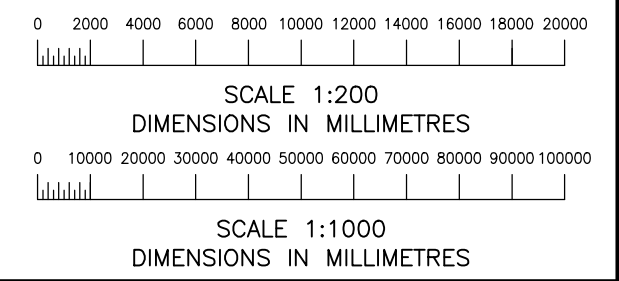 0 2000 4000 6000 8000 10000 12000 14000 16000 18000 20000
SCALE 1:200
DIMENSIONS IN MILLIMETRES
0 10000 20000 30000 40000 50000 60000 70000 80000 90000 100000
SCALE 1:1000
DIMENSIONS IN MILLIMETRES